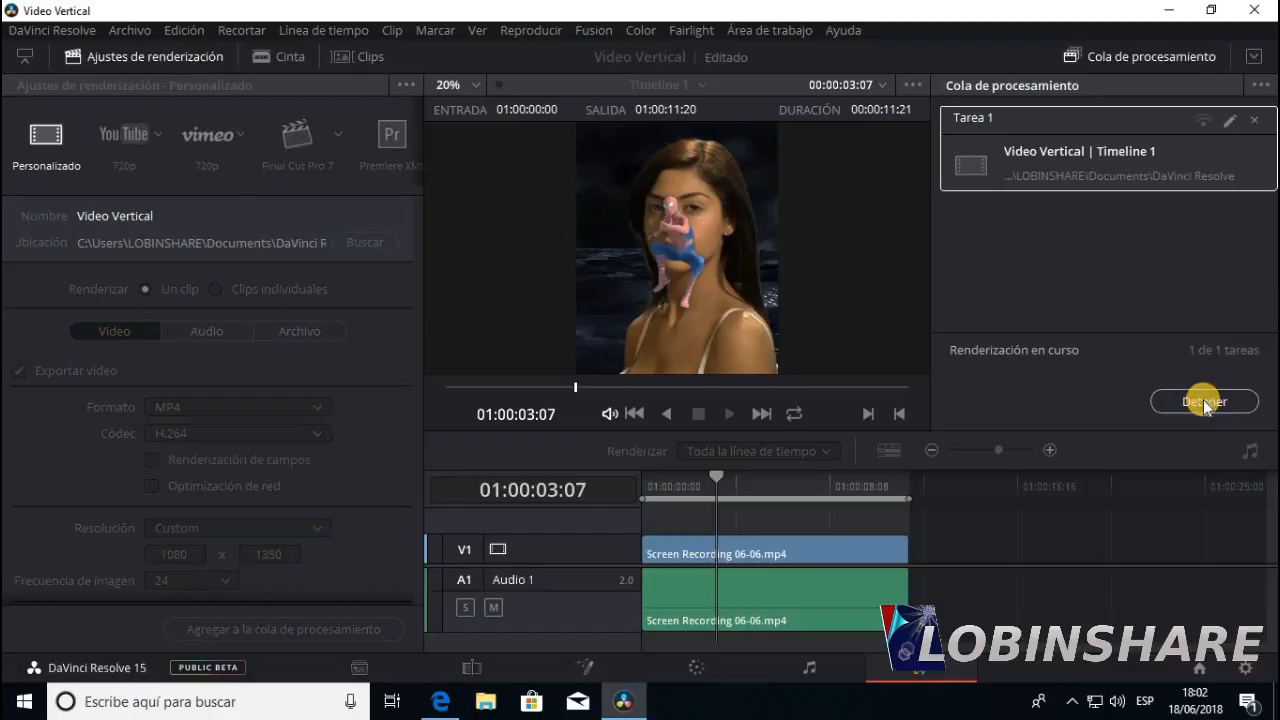 Video Vertical
DaVinci Resolve Archivo Edición Recortar Línea de tiempo Clip Marcar Ver Reproducir Fusion Color Fairlight Área de trabajo Ayuda
Ajustes de renderización Cinta Clips Video Vertical Editado Cola de procesamiento
Ajustes de renderización - Personalizado 20% Timeline 1 00:00:03:07 Cola de procesamiento
ENTRADA 01:00:00:00 SALIDA 01:00:11:20 DURACIÓN 00:00:11:21
Tarea 1
YouTube vimeo Pr
Video Vertical | Timeline 1
Personalizado 720p 720p Final Cut Pro 7 Premiere XM
...\LOBINSHARE\Documents\DaVinci Resolve
Nombre Video Vertical
Ubicación C:\Users\LOBINSHARE\Documents\DaVinci R Buscar
Renderizar Un clip Clips individuales
Video Audio Archivo
Renderización en curso 1 de 1 tareas
Exportar video
Formato MP4
Detener
01:00:03:07
Códec H.264
Renderización de campos
Renderizar Toda la línea de tiempo
Optimización de red
01:00:03:07 01:00:00:00 01:00:08:08 01:00:16:16 01:00:25:00
Resolución Custom
1080 x 1350
V1 Screen Recording 06-06.mp4
Frecuencia de imagen 24
A1 Audio 1 2.0
S M
Screen Recording 06-06.mp4
Agregar a la cola de procesamiento
LOBINSHARE
DaVinci Resolve 15 PUBLIC BETA
Escribe aquí para buscar
ESP
18:02
18/06/2018
1